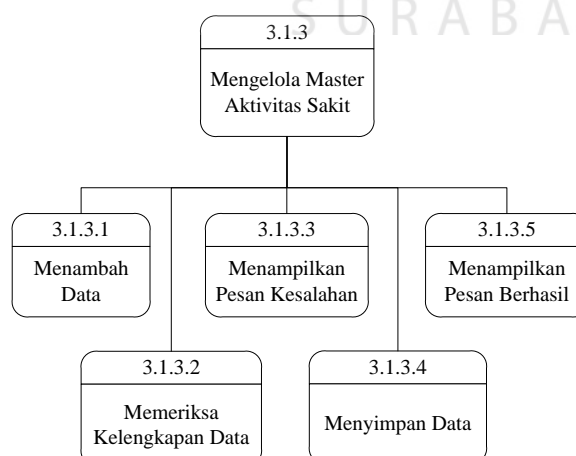 SURABA
3.1.3
Mengelola Master
Aktivitas Sakit
3.1.3.1
Menambah
Data
3.1.3.3
Menampilkan
Pesan Kesalahan
3.1.3.5
Menampilkan
Pesan Berhasil
3.1.3.2
Memeriksa
Kelengkapan Data
3.1.3.4
Menyimpan Data